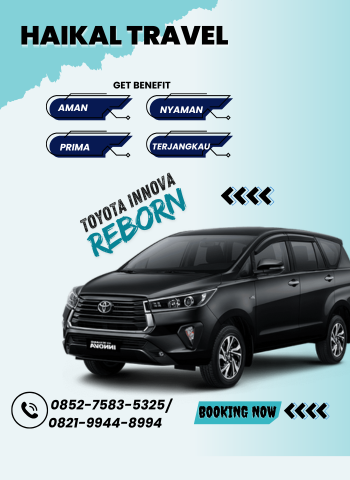 HAIKAL TRAVEL
GET BENEFIT
AMAN
NYAMAN
PRIMA
TERJANGKAU
TOYOTA INNOVA
REBORN
INNOVA
0852-7583-5325/
0821-9944-8994
BOOKING NOW